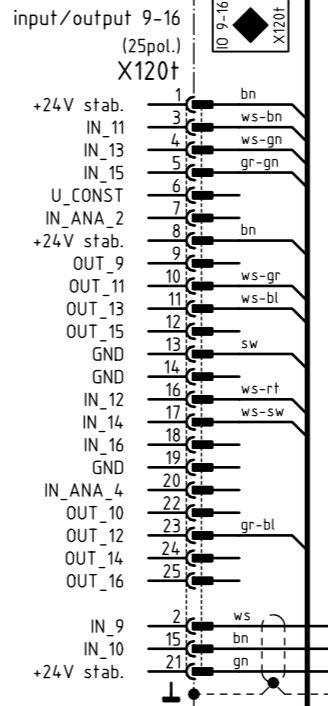 input/output 9-16
(25pol.)
X120t
IO 9-16
X120t
+24V stab. 1 bn
IN_11 3 ws-bn
IN_13 4 ws-gn
IN_15 5 gr-gn
U_CONST 6
IN_ANA_2 7
+24V stab. 8 bn
OUT_9 9
OUT_11 10 ws-gr
OUT_13 11 ws-bl
OUT_15 12
GND 13 sw
GND 14
IN_12 16 ws-rt
IN_14 17 ws-sw
IN_16 18
GND 19
IN_ANA_4 20
OUT_10 22
OUT_12 23 gr-bl
OUT_14 24
OUT_16 25
IN_9 2 ws
IN_10 15 bn
+24V stab. 21 gn